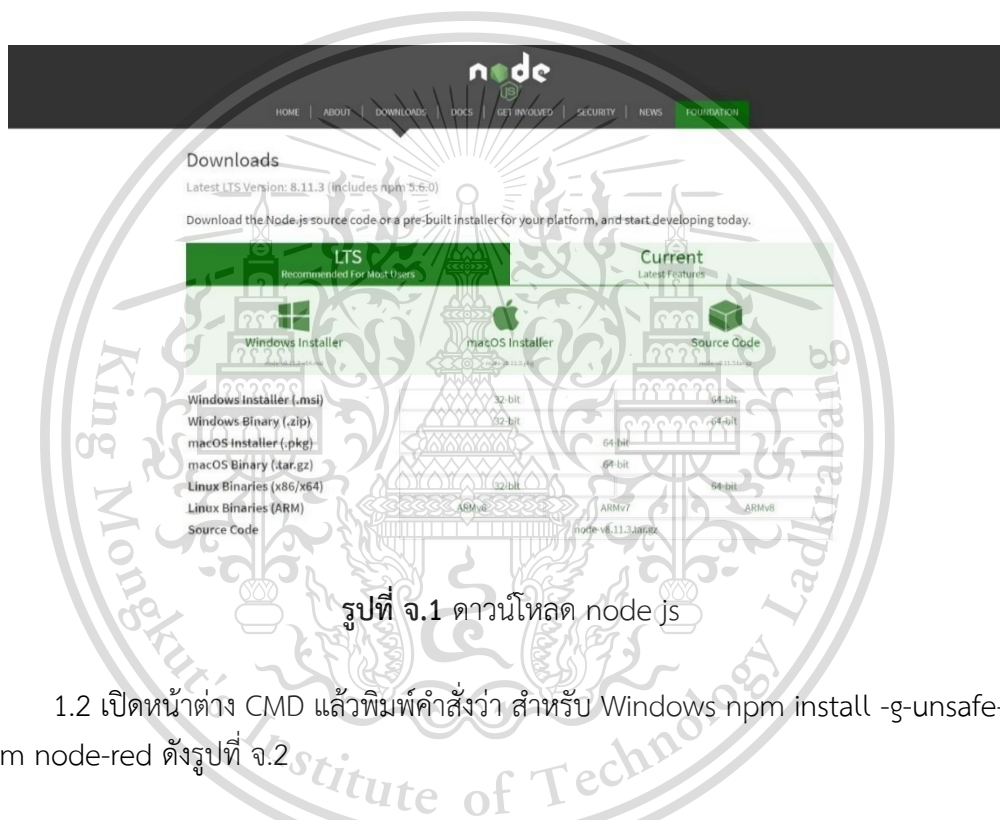 node
js
HOME | ABOUT | DOWNLOADS | DOCS | GET INVOLVED | SECURITY | NEWS FOUNDATION
Downloads
Latest LTS Version: 8.11.3 (includes npm 5.6.0)
Download the Node.js source code or a pre-built installer for your platform, and start developing today.
LTS Current
Recommended For Most Users Latest Features
Windows Installer macOS Installer Source Code
Windows Installer (.msi) 32-bit 64-bit
Windows Binary (.zip) 32-bit 64-bit
macOS Installer (.pkg) 64-bit
macOS Binary (.tar.gz) 64-bit
Linux Binaries (x86/x64) 32-bit 64-bit
Linux Binaries (ARM) ARMv6 ARMv7 ARMv8
Source Code node-v8.11.3.tar.gz
รูปที่ จ.1 ดาวน์โหลด node js
1.2 เปิดหน้าต่าง CMD แล้วพิมพ์คำสั่งว่า สำหรับ Windows npm install -g-unsafe-
m node-red ดังรูปที่ จ.2
King Mongkut's Institute of Technology Ladkrabang